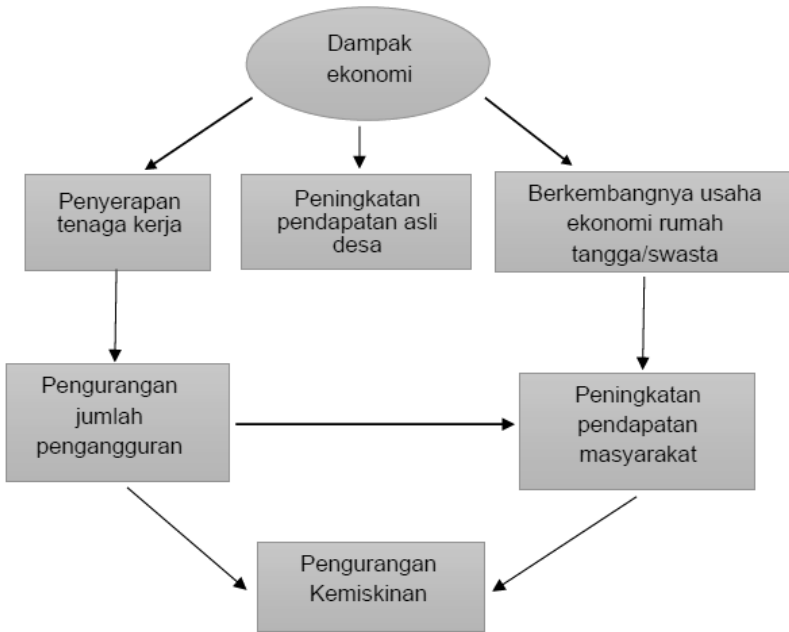 Dampak
ekonomi
Penyerapan
tenaga kerja
Peningkatan
pendapatan asli
desa
Berkembangnya usaha
ekonomi rumah
tangga/swasta
Pengurangan
jumlah
pengangguran
Peningkatan
pendapatan
masyarakat
Pengurangan
Kemiskinan